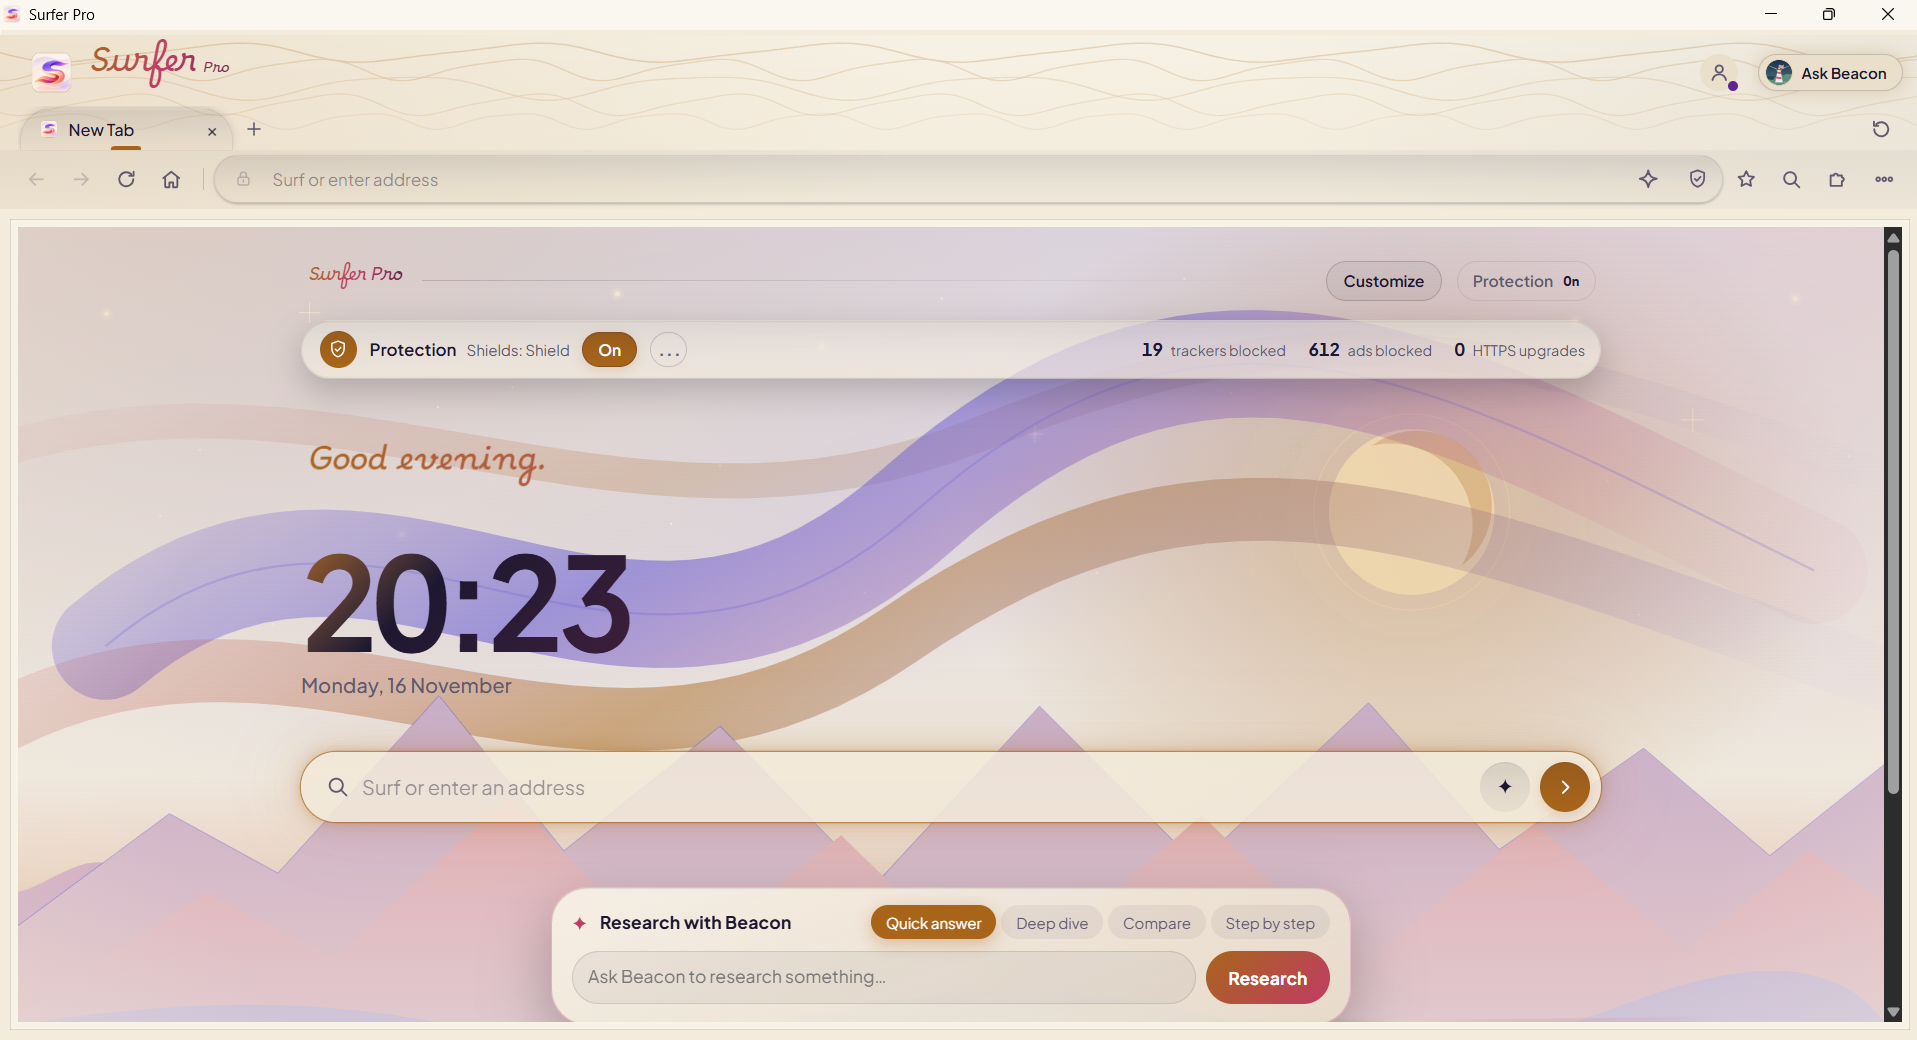 Surfer Pro
Surfer Pro
Ask Beacon
New Tab
Surf or enter address
Surfer Pro
Customize
Protection On
Protection Shields: Shield On ...
19 trackers blocked 612 ads blocked 0 HTTPS upgrades
Good evening.
20:23
Monday, 16 November
Surf or enter an address
Research with Beacon
Quick answer Deep dive Compare Step by step
Ask Beacon to research something...
Research